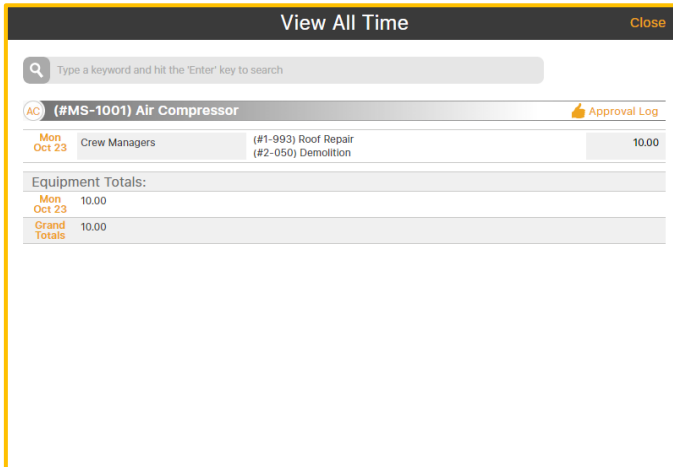 View All Time
Close
Type a keyword and hit the 'Enter' key to search
AC (#MS-1001) Air Compressor
Approval Log
Mon
Oct 23
Crew Managers
(#1-993) Roof Repair
(#2-050) Demolition
10.00
Equipment Totals:
Mon
Oct 23
10.00
Grand
Totals
10.00